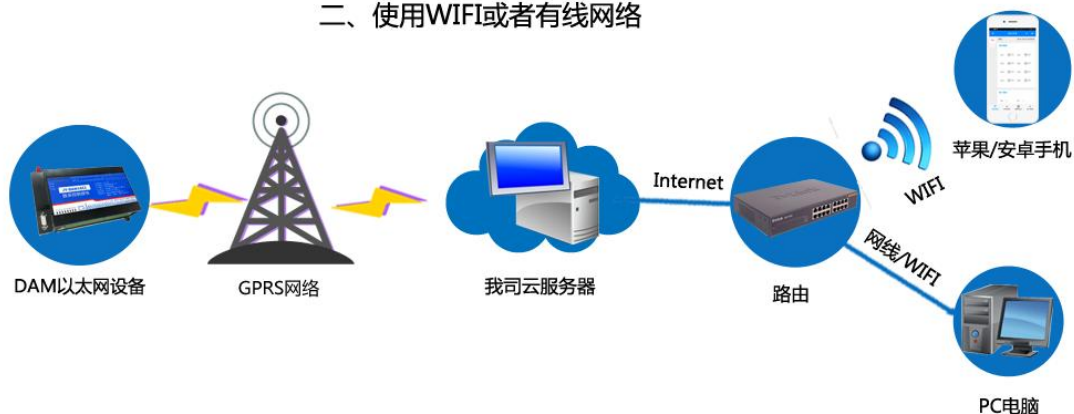 二、使用WIFI或者有线网络
苹果/安卓手机
WIFI
Internet
网线/WIFI
DAM以太网设备
GPRS网络
我司云服务器
路由
PC电脑